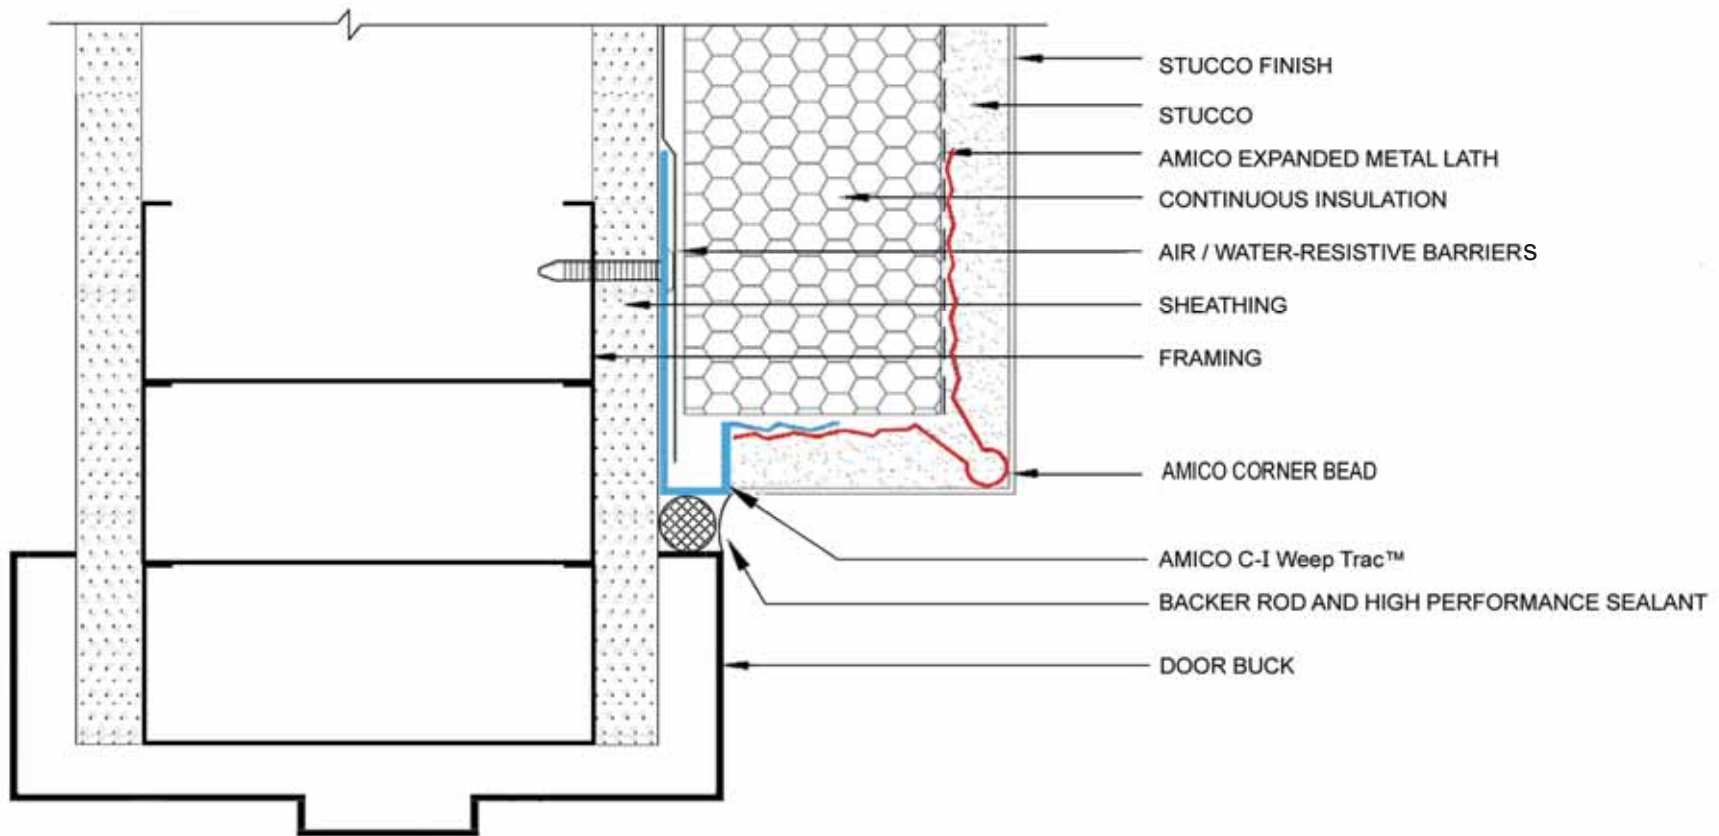 STUCCO FINISH
STUCCO
AMICO EXPANDED METAL LATH
CONTINUOUS INSULATION
AIR / WATER-RESISTIVE BARRIERS
SHEATHING
FRAMING
AMICO CORNER BEAD
AMICO C-I Weep Trac™
BACKER ROD AND HIGH PERFORMANCE SEALANT
DOOR BUCK